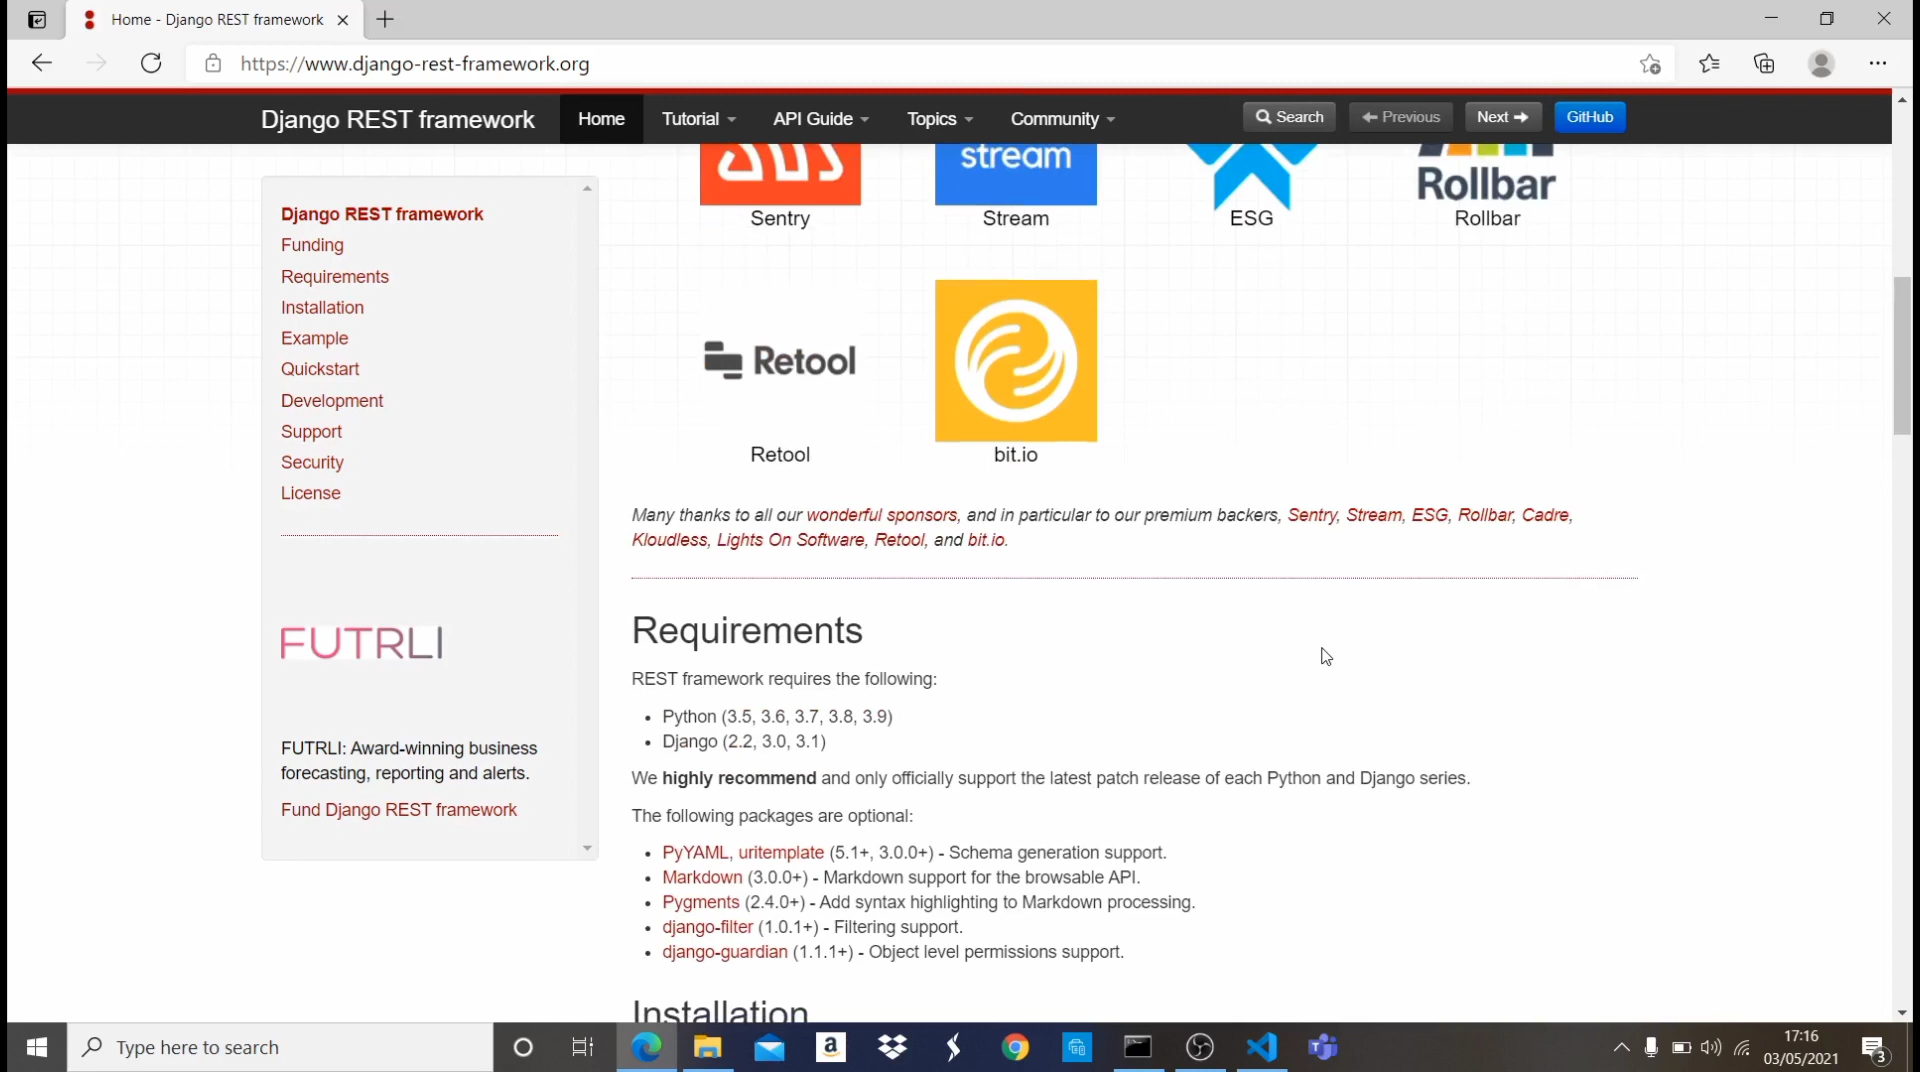 Home - Django REST framework
https://www.django-rest-framework.org
Django REST framework Home Tutorial API Guide Topics Community Search Previous Next GitHub
Django REST framework
Funding
Requirements
Installation
Example
Quickstart
Development
Support
Security
License
FUTRLI
FUTRLI: Award-winning business
forecasting, reporting and alerts.
Fund Django REST framework
stream
Rollbar
Sentry Stream ESG Rollbar
Retool
Retool bit.io
Many thanks to all our wonderful sponsors, and in particular to our premium backers, Sentry, Stream, ESG, Rollbar, Cadre,
Kloudless, Lights On Software, Retool, and bit.io.
Requirements
REST framework requires the following:
• Python (3.5, 3.6, 3.7, 3.8, 3.9)
• Django (2.2, 3.0, 3.1)
We highly recommend and only officially support the latest patch release of each Python and Django series.
The following packages are optional:
• PyYAML, uritemplate (5.1+, 3.0.0+) - Schema generation support.
• Markdown (3.0.0+) - Markdown support for the browsable API.
• Pygments (2.4.0+) - Add syntax highlighting to Markdown processing.
• django-filter (1.0.1+) - Filtering support.
• django-guardian (1.1.1+) - Object level permissions support.
Installation
Type here to search
a
17:16
03/05/2021
3